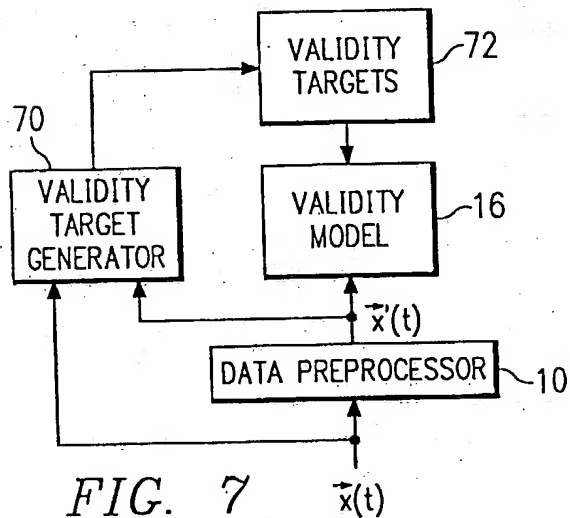 VALIDITY
TARGETS
72
70
VALIDITY
TARGET
GENERATOR
VALIDITY
MODEL
16
x⃗'(t)
DATA PREPROCESSOR
10
x⃗(t)
FIG. 7